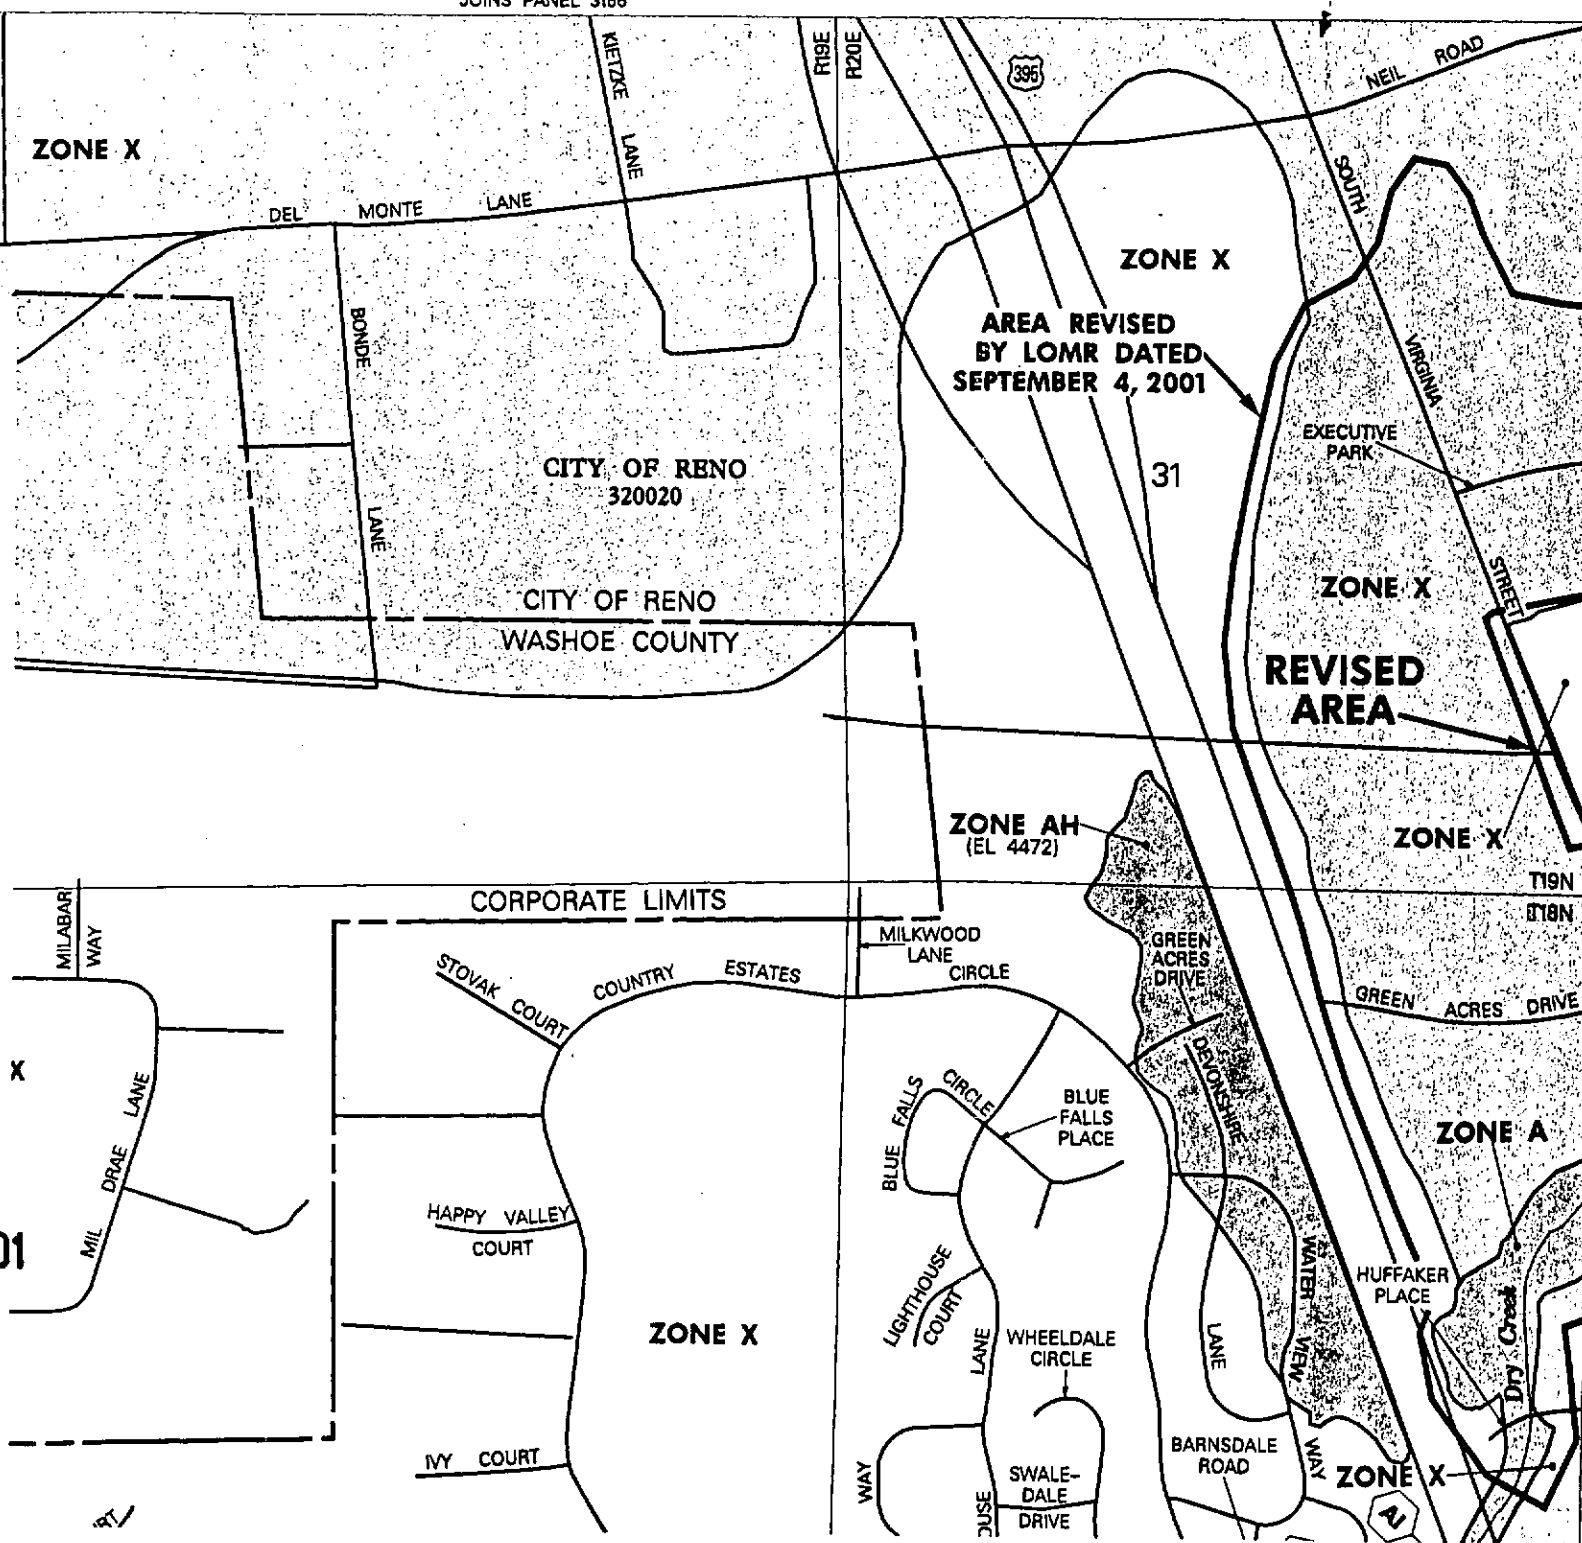 JOINS PANEL 3166
KIETZKE LANE
R19E
R20E
395
NEIL ROAD
ZONE X
DEL MONTE LANE
SOUTH VIRGINIA STREET
ZONE X
AREA REVISED
BY LOMR DATED
SEPTEMBER 4, 2001
BONDE LANE
EXECUTIVE
PARK
CITY OF RENO
320020
31
ZONE X
CITY OF RENO
WASHOE COUNTY
REVISED
AREA
ZONE AH
(EL 4472)
ZONE X
T19N
T18N
CORPORATE LIMITS
MILABAR
WAY
MILKWOOD
LANE
GREEN
ACRES
DRIVE
STOVAK COURT
COUNTRY ESTATES CIRCLE
GREEN ACRES DRIVE
X
MIL DRAE LANE
DEVONSHIRE LANE
BLUE FALLS CIRCLE
BLUE
FALLS
PLACE
ZONE A
HAPPY VALLEY
COURT
01
WATER VIEW WAY
HUFFAKER
PLACE
LIGHTHOUSE
COURT
Dry Creek
ZONE X
LANE
WHEELDALE
CIRCLE
IVY COURT
WAY
SWALE-
DALE
DRIVE
BARNSDALE
ROAD
ZONE X
OUSE
RT